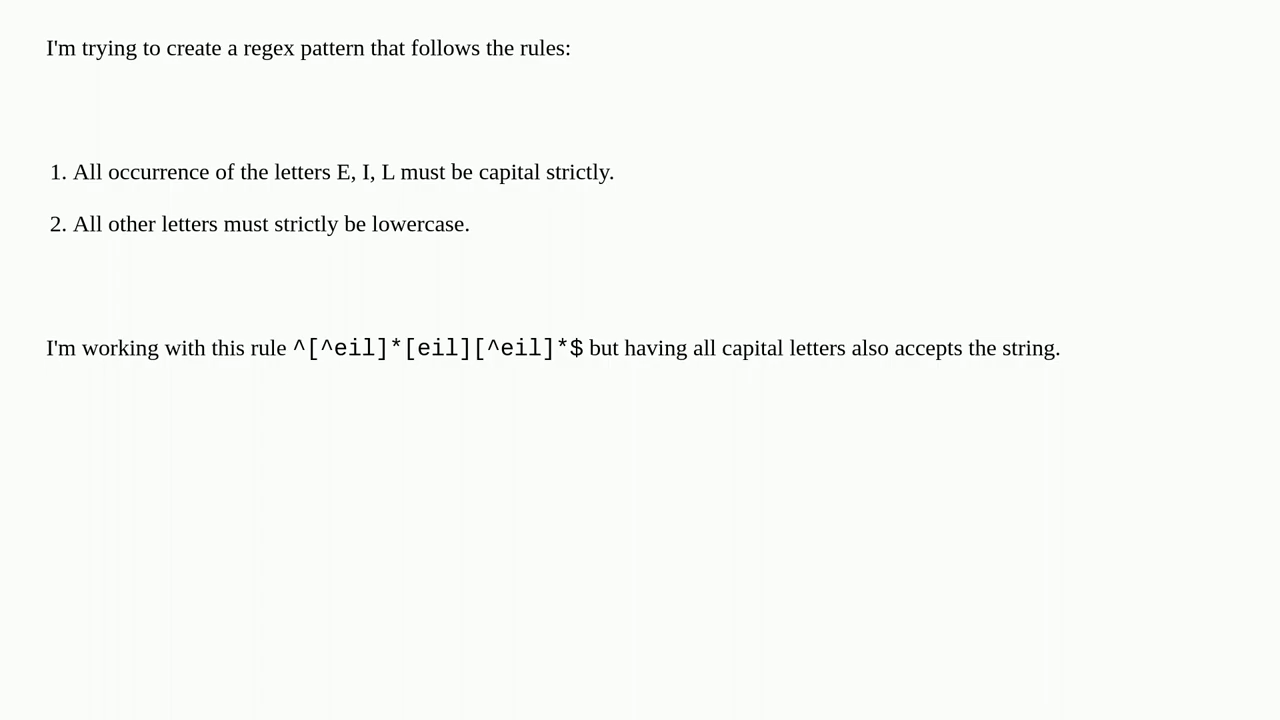 I'm trying to create a regex pattern that follows the rules:
1. All occurrence of the letters E, I, L must be capital strictly.
2. All other letters must strictly be lowercase.
I'm working with this rule ^[^eil]*[eil][^eil]*$ but having all capital letters also accepts the string.